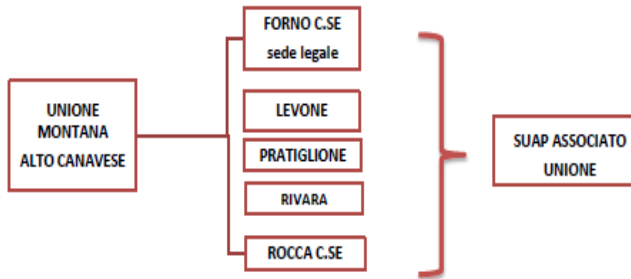 UNIONE
MONTANA
ALTO CANAVESE
FORNO C.SE
sede legale
LEVONE
PRATIGLIONE
RIVARA
ROCCA C.SE
SUAP ASSOCIATO
UNIONE